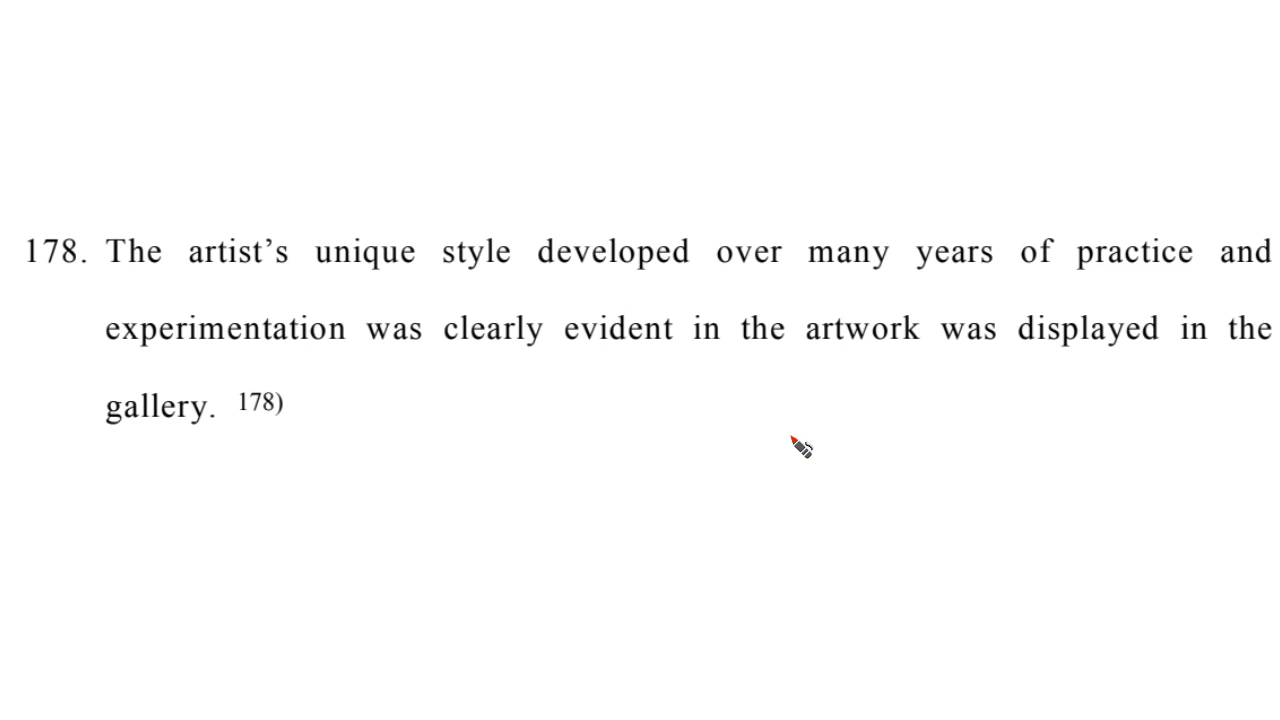 178. The artist’s unique style developed over many years of practice and
experimentation was clearly evident in the artwork was displayed in the
gallery. 178)